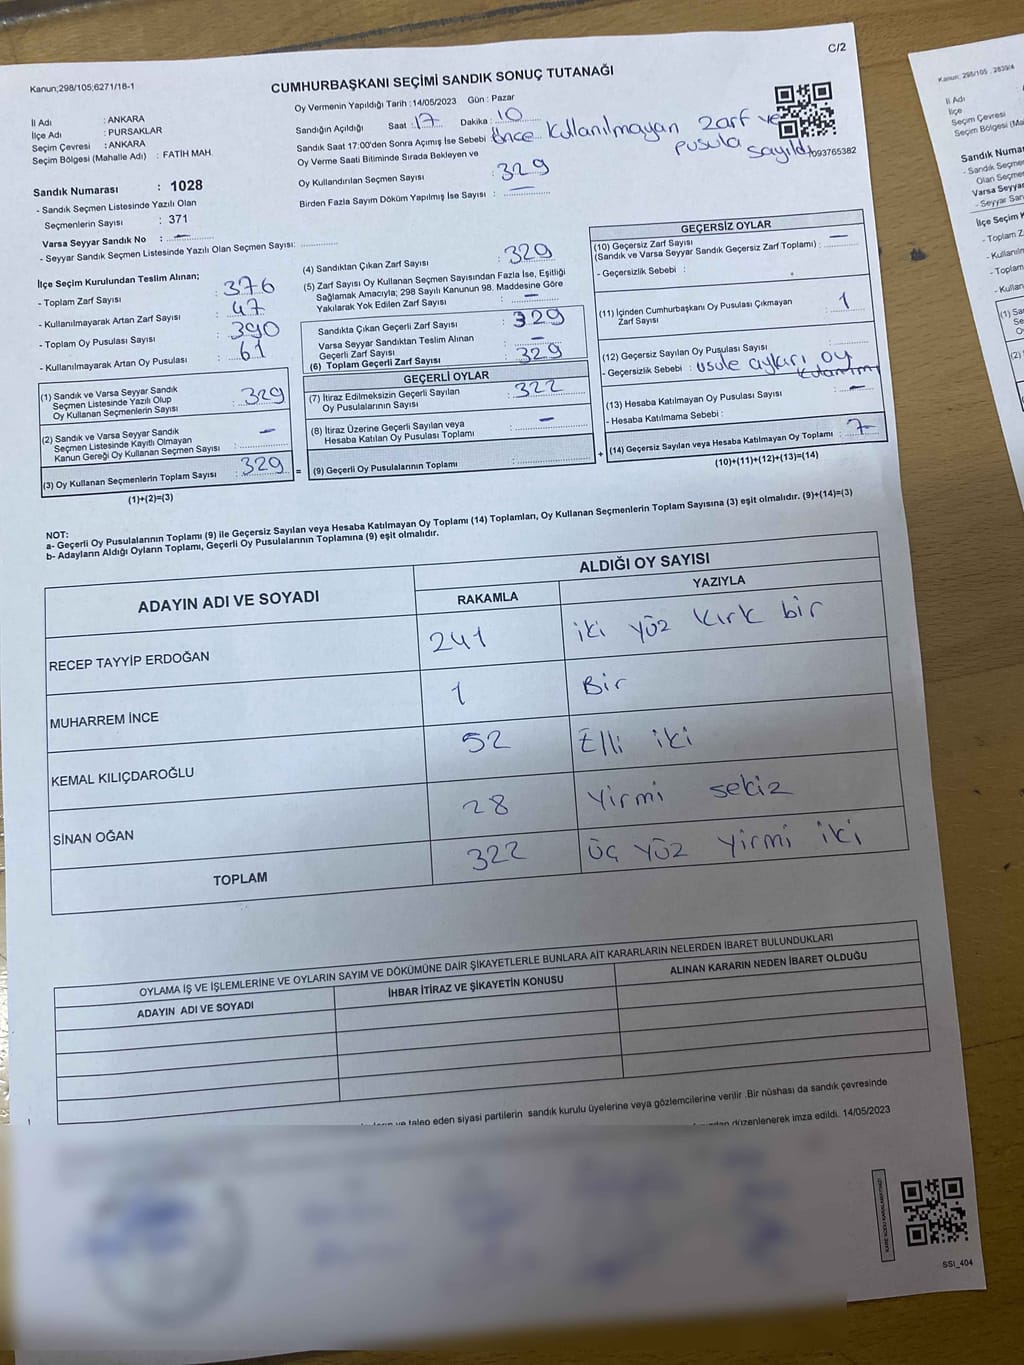 C/2
Kanun;298/105;6271/16-1
CUMHURBAŞKANI SEÇİMİ SANDIK SONUÇ TUTANAĞI
İl Adı : ANKARA
İlçe Adı : PURSAKLAR
Seçim Çevresi : ANKARA
Seçim Bölgesi (Mahalle Adı) : FATİH MAH.
Sandık Numarası : 1028
- Sandık Seçmen Listesinde Yazılı Olan
Seçmenlerin Sayısı : 371
Varsa Seyyar Sandık No : —
- Seyyar Sandık Seçmen Listesinde Yazılı Olan Seçmen Sayısı:
Oy Vermenin Yapıldığı Tarih : 14/05/2023 Gün : Pazar
Sandığın Açıldığı Saat : 17 Dakika : 10
Sandık Saat 17:00'den Sonra Açımış İse Sebebi : Önce kullanılmayan zarf ve
pusula sayıldı
093765382
Oy Verme Saati Bitiminde Sırada Bekleyen ve
Oy Kullandırılan Seçmen Sayısı : 329
Birden Fazla Sayım Döküm Yapılmış İse Sayısı : —
İlçe Seçim Kurulundan Teslim Alınan;
- Toplam Zarf Sayısı : 376
- Kullanılmayarak Artan Zarf Sayısı : 47
- Toplam Oy Pusulası Sayısı : 390
- Kullanılmayarak Artan Oy Pusulası : 61
(1) Sandık ve Varsa Seyyar Sandık
Seçmen Listesinde Yazılı Olup
Oy Kullanan Seçmenlerin Sayısı : 329
(2) Sandık ve Varsa Seyyar Sandık
Seçmen Listesinde Kayıtlı Olmayan
Kanun Gereği Oy Kullanan Seçmen Sayısı : —
(3) Oy Kullanan Seçmenlerin Toplam Sayısı : 329 =
(1)+(2)=(3)
(4) Sandıktan Çıkan Zarf Sayısı : 329
(5) Zarf Sayısı Oy Kullanan Seçmen Sayısından Fazla İse, Eşitliği
Sağlamak Amacıyla; 298 Sayılı Kanunun 98. Maddesine Göre
Yakılarak Yok Edilen Zarf Sayısı : —
Sandıkta Çıkan Geçerli Zarf Sayısı : 329
Varsa Seyyar Sandıktan Teslim Alınan
Geçerli Zarf Sayısı : —
(6) Toplam Geçerli Zarf Sayısı : 329
GEÇERLİ OYLAR
(7) İtiraz Edilmeksizin Geçerli Sayılan
Oy Pusulalarının Sayısı : 322
(8) İtiraz Üzerine Geçerli Sayılan veya
Hesaba Katılan Oy Pusulası Toplamı : —
(9) Geçerli Oy Pusulalarının Toplamı : +
GEÇERSİZ OYLAR
(10) Geçersiz Zarf Sayısı
(Sandık ve Varsa Seyyar Sandık Geçersiz Zarf Toplamı) : —
- Geçersizlik Sebebi :
(11) İçinden Cumhurbaşkanı Oy Pusulası Çıkmayan
Zarf Sayısı : 1
(12) Geçersiz Sayılan Oy Pusulası Sayısı :
- Geçersizlik Sebebi : usule aykırı oy
(13) Hesaba Katılmayan Oy Pusulası Sayısı : —
- Hesaba Katılmama Sebebi :
(14) Geçersiz Sayılan veya Hesaba Katılmayan Oy Toplamı : 7-
(10)+(11)+(12)+(13)=(14)
NOT:
a- Geçerli Oy Pusulalarının Toplamı (9) ile Geçersiz Sayılan veya Hesaba Katılmayan Oy Toplamı (14) Toplamları, Oy Kullanan Seçmenlerin Toplam Sayısına (3) eşit olmalıdır. (9)+(14)=(3)
b- Adayların Aldığı Oyların Toplamı, Geçerli Oy Pusulalarının Toplamına (9) eşit olmalıdır.
ADAYIN ADI VE SOYADI
ALDIĞI OY SAYISI
RAKAMLA YAZIYLA
RECEP TAYYİP ERDOĞAN 241 iki yüz kırk bir
MUHARREM İNCE 1 Bir
KEMAL KILIÇDAROĞLU 52 Elli iki
SİNAN OĞAN 28 Yirmi sekiz
TOPLAM 322 üç yüz yirmi iki
OYLAMA İŞ VE İŞLEMLERİNE VE OYLARIN SAYIM VE DÖKÜMÜNE DAİR ŞİKAYETLERLE BUNLARA AİT KARARLARIN NELERDEN İBARET BULUNDUKLARI
ADAYIN ADI VE SOYADI İHBAR İTİRAZ VE ŞİKAYETİN KONUSU ALINAN KARARIN NEDEN İBARET OLDUĞU
ve talep eden siyasi partilerin sandık kurulu üyelerine veya gözlemcilerine verilir .Bir nüshası da sandık çevresinde
düzenlenerek imza edildi. 14/05/2023
SSI_404
Kanun: 298/105
İl Adı
İlçe
Seçim Çevresi
Seçim Bölgesi (Mah
Sandık Numar
- Sandık Seçme
Olan Seçme
Varsa Seyyar
- Seyyar San
İlçe Seçim K
- Toplam Z
- Kullanıln
- Toplam
- Kullan